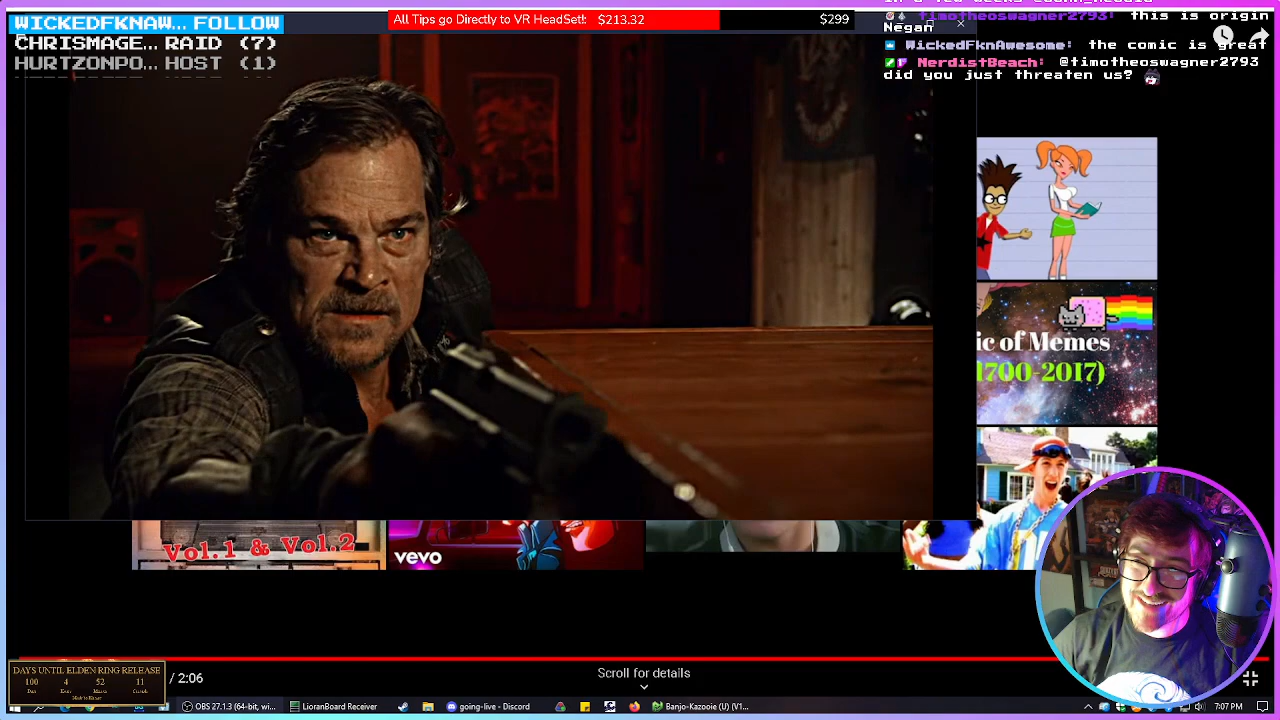 WICKEDFKNAW... FOLLOW
CHRISMAGE... RAID (7)
HURTZONPO... HOST (1)
All Tips go Directly to VR HeadSet! $213.32
$299
timotheoswagner2793: this is origin
Negan
WickedFknAwesome: the comic is great
NerdistBeach: @timotheoswagner2793
did you just threaten us?
ic of Memes
1700-2017)
Vol.1 & Vol.2
vevo
DAYS UNTIL ELDEN RING RELEASE
100 4 52 11
/ 2:06
Scroll for details
OBS 27.1.3 (64-bit, wi...
LioranBoard Receiver
going-live - Discord
Banjo-Kazooie (U) (V1...
7:07 PM